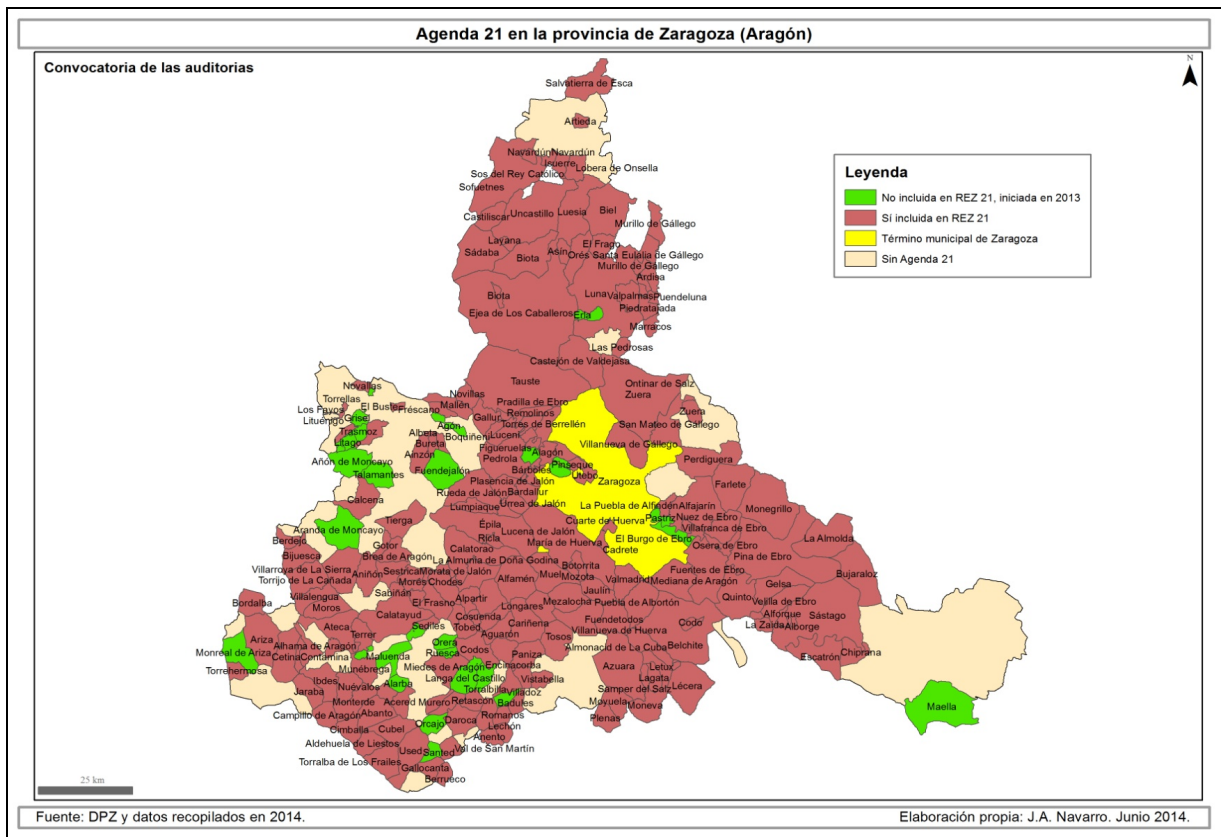 Agenda 21 en la provincia de Zaragoza (Aragón)
Convocatoria de las auditorias
N
Salvatierra de Esca
Artieda
Navardún Navardún
Isuerre
Lobera de Onsella
Sos del Rey Católico
Sofuetnes
Castiliscar
Uncastillo
Luesia
Biel
Murillo de Gállego
Layana
El Frago
Sádaba
Biota
Asín
Orés Santa Eulalia de Gállego
Murillo de Gállego
Ardisa
Biota
Luna
Valpalmas
Puendeluna
Ejea de Los Caballeros
Erla
Piedratajada
Marracos
Las Pedrosas
Castejón de Valdejasa
Leyenda
No incluida en REZ 21, iniciada en 2013
Sí incluida en REZ 21
Término municipal de Zaragoza
Sin Agenda 21
Tauste
Ontinar de Salz
Zuera
Novallas
Torrellas
Novillas
Mallén
Pradilla de Ebro
Remolinos
Los Fayos
El Buste
Fréscano
Gallur
Torres de Berrellén
Zuera
San Mateo de Gállego
Lituénigo
Grisel
Trasmoz
Litago
Agón
Albeta
Bureta
Boquiñeni
Luceni
Ainzón
Figueruelas
Alagón
Villanueva de Gállego
Pedrola
Pinseque
Perdiguera
Añón de Moncayo
Talamantes
Fuendejalón
Bárboles
Utebo
Plasencia de Jalón
Zaragoza
Farlete
Calcena
Rueda de Jalón
Bardallur
Urrea de Jalón
La Puebla de Alfindén
Alfajarín
Monegrillo
Lumpiaque
Pastriz
Nuez de Ebro
Tierga
Épila
Cuarte de Huerva
Villafranca de Ebro
Aranda de Moncayo
Ricla
Lucena de Jalón
María de Huerva
El Burgo de Ebro
Osera de Ebro
La Almolda
Berdejo
Gotor
Calatorao
Cadrete
Pina de Ebro
Bijuesca
Brea de Aragón
La Almunia de Doña Godina
Botorrita
Fuentes de Ebro
Bujaraloz
Villarroya de La Sierra
Aniñón
Sestrica
Morata de Jalón
Muel
Mozota
Valmadrid
Mediana de Aragón
Gelsa
Torrijo de La Cañada
Morés
Chodes
Alfamén
Jaulín
Quinto
Velilla de Ebro
Villalengua
Sabiñán
Alpartir
Longares
Mezalocha
Puebla de Albortón
Alforque
Sástago
Bordalba
Moros
El Frasno
Calatayud
Cosuenda
Cariñena
Fuendetodos
La Zaida
Alborge
Ateca
Terrer
Sediles
Tobed
Villanueva de Huerva
Codo
Ariza
Alhama de Aragón
Orera
Aguarón
Tosos
Almonacid de La Cuba
Belchite
Chiprana
Monreal de Ariza
Cetina
Contamina
Maluenda
Ruesca
Codos
Paniza
Escatrón
Torrehermosa
Munébrega
Miedes de Aragón
Encinacorba
Azuara
Letux
Ibdes
Nuévalos
Alarba
Langa del Castillo
Vistabella
Lagata
Jaraba
Torralbilla
Villadoz
Samper del Salz
Lécera
Maella
Monterde
Acered
Murero
Retascón
Badules
Moyuela
Moneva
Campillo de Aragón
Abanto
Orcajo
Daroca
Romanos
Plenas
Cimballa
Cubel
Lechón
Aldehuela de Liestos
Used
Santed
Anento
Val de San Martín
Torralba de Los Frailes
Gallocanta
Berrueco
25 km
Fuente: DPZ y datos recopilados en 2014.
Elaboración propia: J.A. Navarro. Junio 2014.